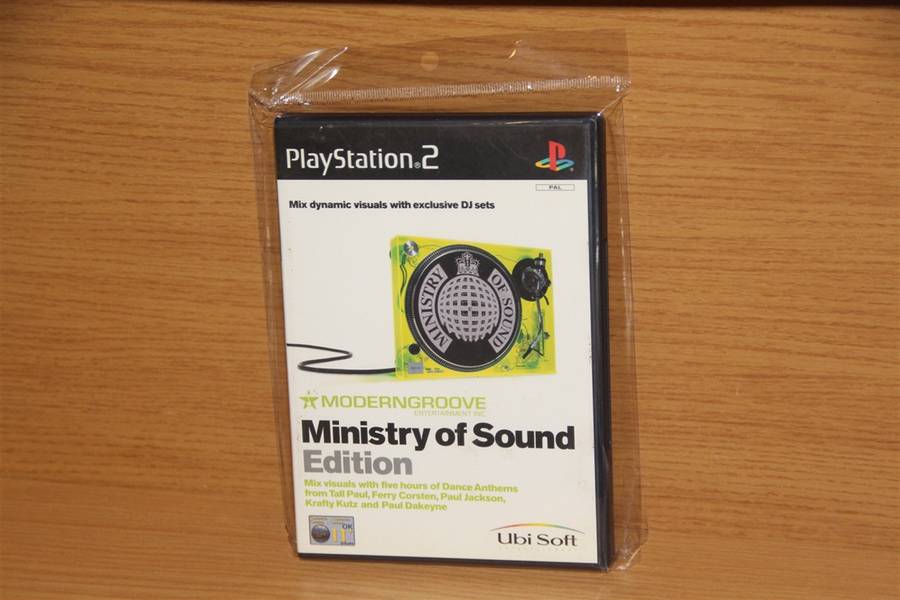 PlayStation®2
PAL
Mix dynamic visuals with exclusive DJ sets
MINISTRY OF SOUND
MODERNGROOVE
ENTERTAINMENT INC
Ministry of Sound
Edition
Mix visuals with five hours of Dance Anthems
from Tall Paul, Ferry Corsten, Paul Jackson,
Krafty Kutz and Paul Dakeyne
OK
Ubi Soft